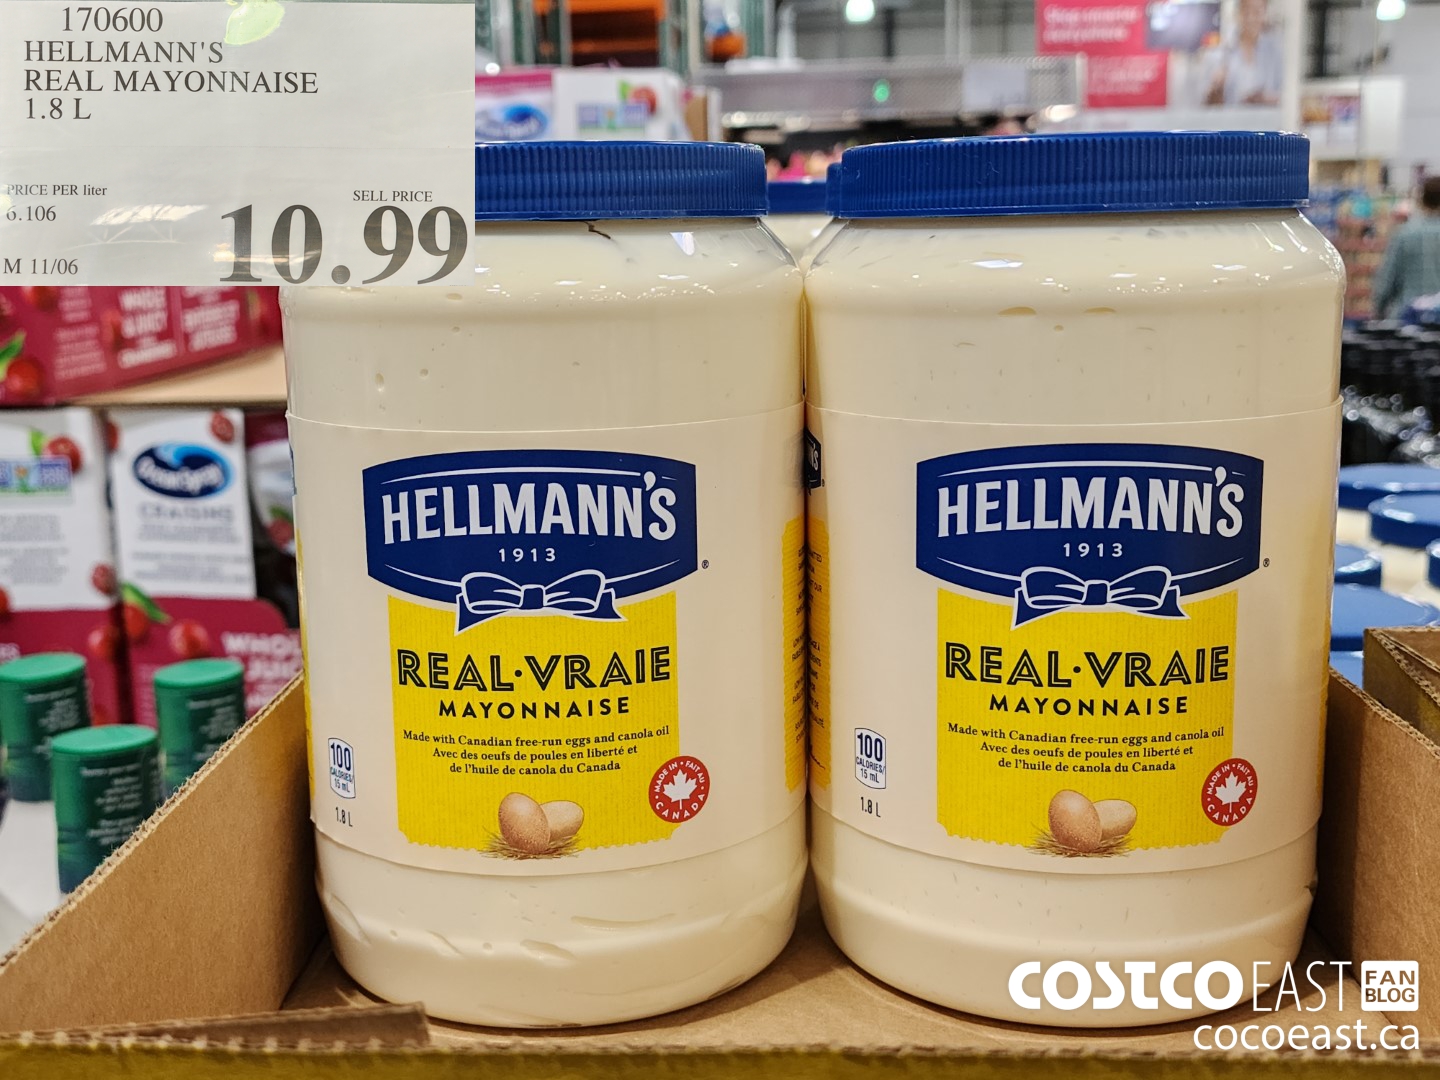 170600
HELLMANN'S
REAL MAYONNAISE
1.8 L
PRICE PER liter
6.106
SELL PRICE
10.99
M 11/06
Ocean Spray
CRAISINS
HELLMANN'S
1913
®
REAL·VRAIE
MAYONNAISE
Made with Canadian free-run eggs and canola oil
Avec des oeufs de poules en liberté et
de l'huile de canola du Canada
100
CALORIES/
15 mL
1.8 L
MADE IN • FAIT AU •
CANADA
HELLMANN'S
1913
®
REAL·VRAIE
MAYONNAISE
Made with Canadian free-run eggs and canola oil
Avec des oeufs de poules en liberté et
de l'huile de canola du Canada
100
CALORIES/
15 mL
1.8 L
MADE IN • FAIT AU •
CANADA
COSTCO EAST FAN BLOG
cocoeast.ca